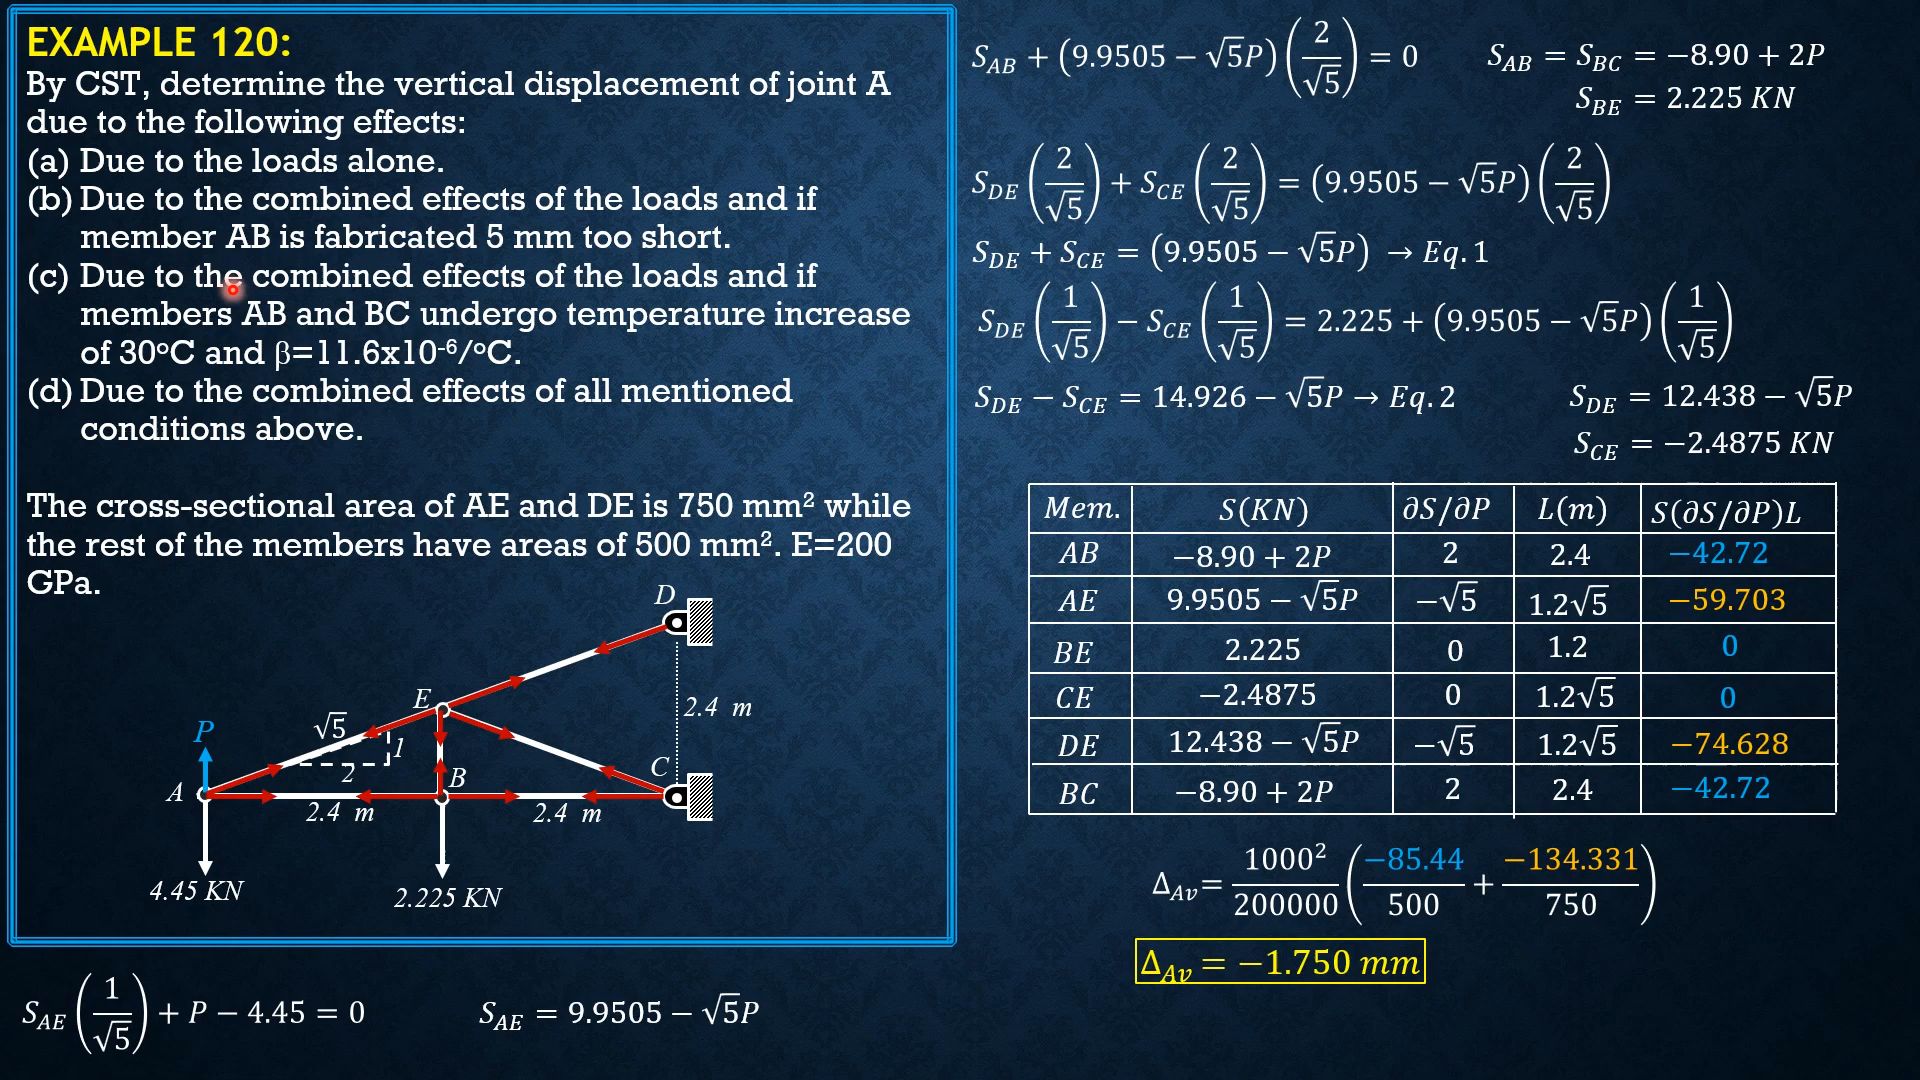 EXAMPLE 120:
By CST, determine the vertical displacement of joint A
due to the following effects:
(a) Due to the loads alone.
(b) Due to the combined effects of the loads and if
member AB is fabricated 5 mm too short.
(c) Due to the combined effects of the loads and if
members AB and BC undergo temperature increase
of 30°C and β=11.6x10⁻⁶/°C.
(d) Due to the combined effects of all mentioned
conditions above.
The cross-sectional area of AE and DE is 750 mm² while
the rest of the members have areas of 500 mm². E=200
GPa.
D
E
2.4 m
P
√5
1
2
C
A
B
2.4 m
2.4 m
4.45 KN
2.225 KN
S_AE (1/√5) + P − 4.45 = 0
S_AE = 9.9505 − √5P
S_AB + (9.9505 − √5P)(2/√5) = 0
S_AB = S_BC = −8.90 + 2P
S_BE = 2.225 KN
S_DE (2/√5) + S_CE (2/√5) = (9.9505 − √5P)(2/√5)
S_DE + S_CE = (9.9505 − √5P) → Eq. 1
S_DE (1/√5) − S_CE (1/√5) = 2.225 + (9.9505 − √5P)(1/√5)
S_DE − S_CE = 14.926 − √5P → Eq. 2
S_DE = 12.438 − √5P
S_CE = −2.4875 KN
Mem. S(KN) ∂S/∂P L(m) S(∂S/∂P)L
AB −8.90 + 2P 2 2.4 −42.72
AE 9.9505 − √5P −√5 1.2√5 −59.703
BE 2.225 0 1.2 0
CE −2.4875 0 1.2√5 0
DE 12.438 − √5P −√5 1.2√5 −74.628
BC −8.90 + 2P 2 2.4 −42.72
Δ_Av = 1000²/200000 (−85.44/500 + −134.331/750)
Δ_Av = −1.750 mm